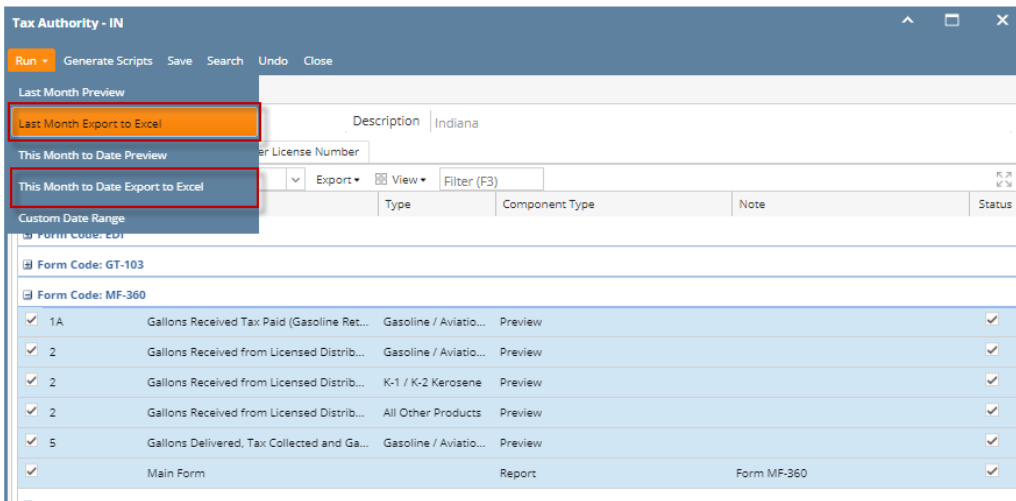 Tax Authority - IN
Run Generate Scripts Save Search Undo Close
Last Month Preview
Last Month Export to Excel
Description Indiana
This Month to Date Preview
er License Number
This Month to Date Export to Excel
Export View Filter (F3)
Type Component Type Note Status
Custom Date Range
Form Code: EDI
Form Code: GT-103
Form Code: MF-360
1A Gallons Received Tax Paid (Gasoline Ret... Gasoline / Aviatio... Preview
2 Gallons Received from Licensed Distrib... Gasoline / Aviatio... Preview
2 Gallons Received from Licensed Distrib... K-1 / K-2 Kerosene Preview
2 Gallons Received from Licensed Distrib... All Other Products Preview
5 Gallons Delivered, Tax Collected and Ga... Gasoline / Aviatio... Preview
Main Form Report Form MF-360